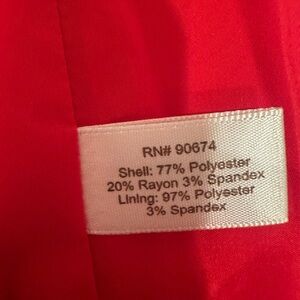 RN# 90674
Shell: 77% Polyester
20% Rayon 3% Spandex
Lining: 97% Polyester
3% Spandex